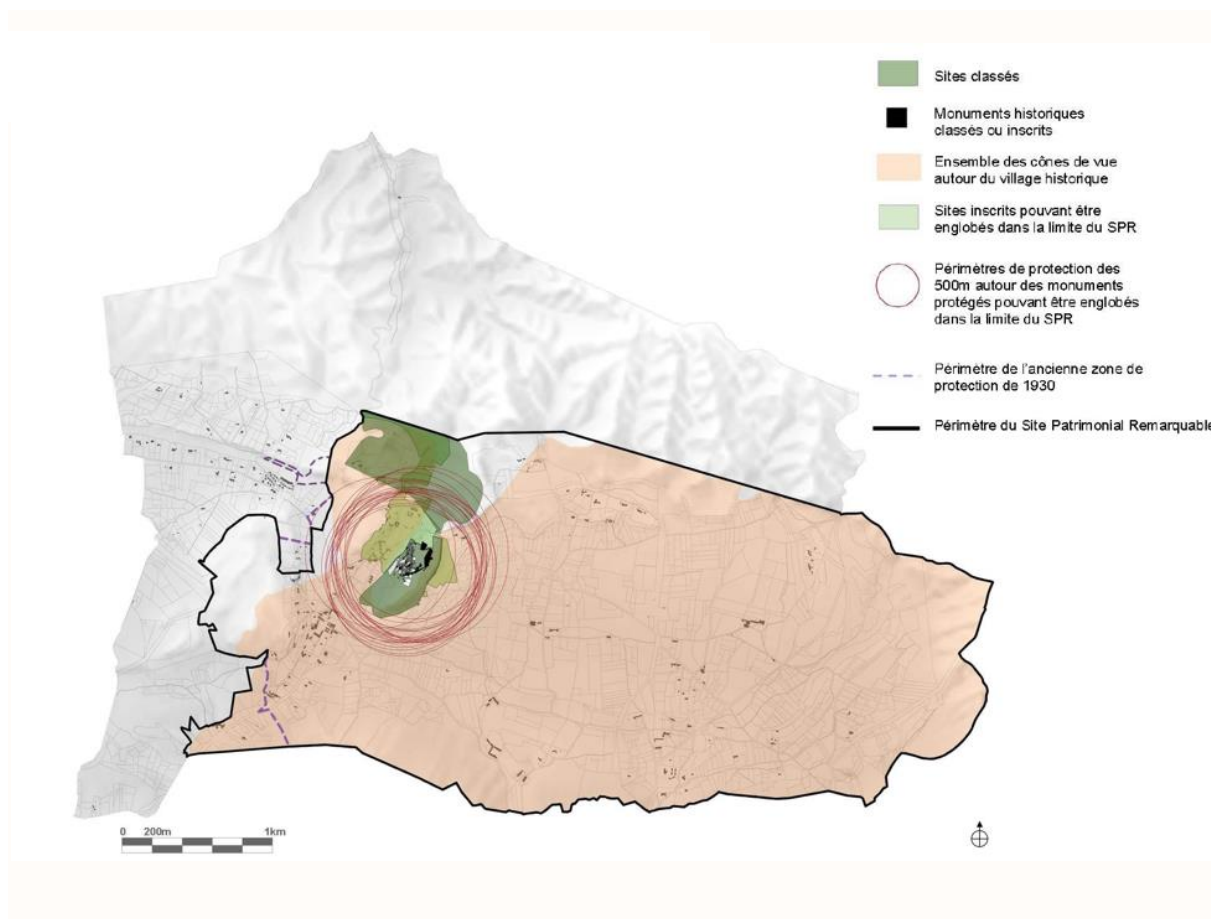 Sites classés
Monuments historiques
classés ou inscrits
Ensemble des cônes de vue
autour du village historique
Sites inscrits pouvant être
englobés dans la limite du SPR
Périmètres de protection des
500m autour des monuments
protégés pouvant être englobés
dans la limite du SPR
Périmètre de l'ancienne zone de
protection de 1930
Périmètre du Site Patrimonial Remarquable
0 200m 1km